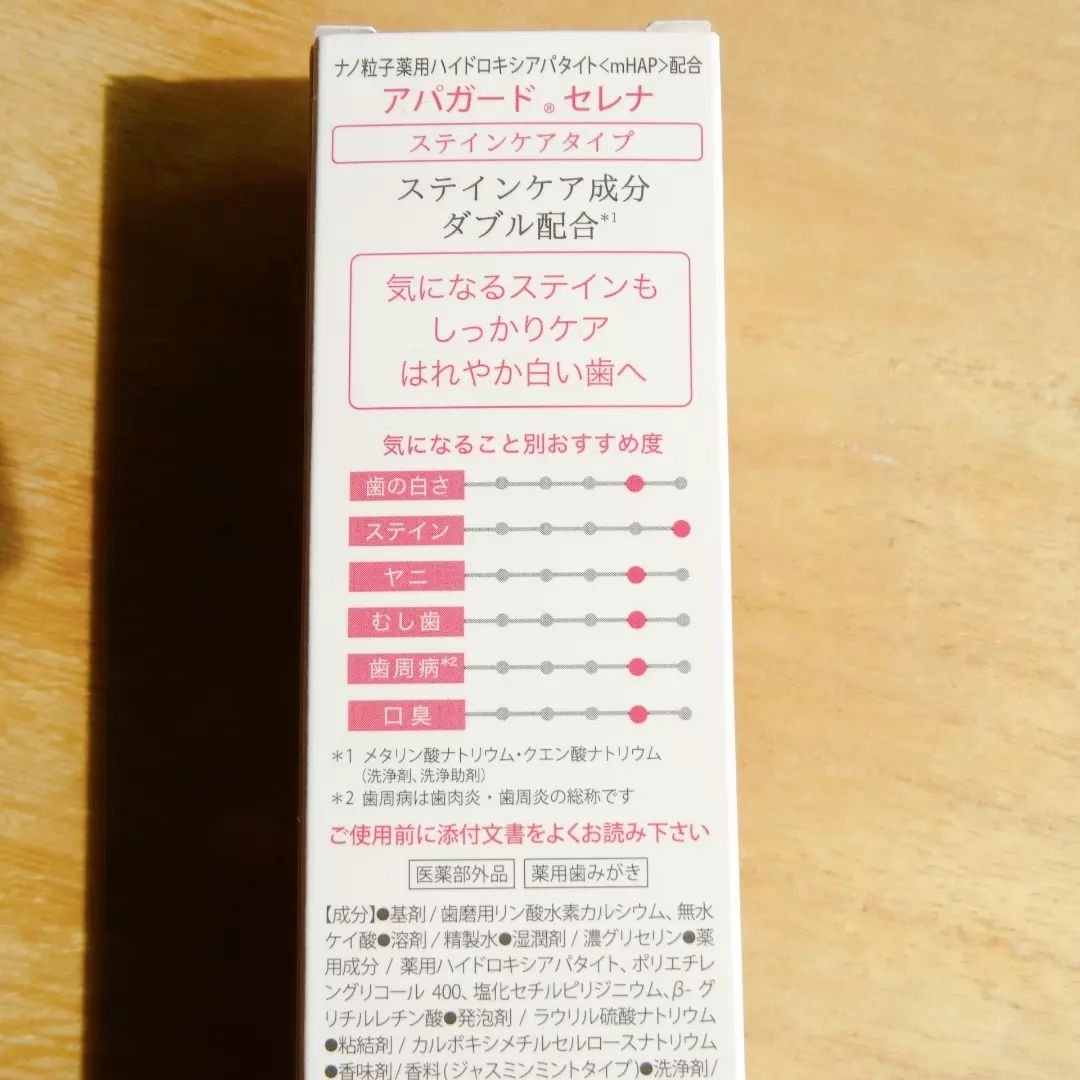 ナノ粒子薬用ハイドロキシアパタイト<mHAP>配合
アパガード®セレナ
ステインケアタイプ
ステインケア成分
ダブル配合*1
気になるステインも
しっかりケア
はれやか白い歯へ
気になること別おすすめ度
歯の白さ
ステイン
ヤニ
むし歯
歯周病*2
口臭
*1 メタリン酸ナトリウム・クエン酸ナトリウム
(洗浄剤、洗浄助剤)
*2 歯周病は歯肉炎・歯周炎の総称です
ご使用前に添付文書をよくお読み下さい
医薬部外品 薬用歯みがき
【成分】●基剤/歯磨用リン酸水素カルシウム、無水
ケイ酸●溶剤/精製水●湿潤剤/濃グリセリン●薬
用成分/薬用ハイドロキシアパタイト、ポリエチレ
ングリコール 400、塩化セチルピリジニウム、β-グ
リチルレチン酸●発泡剤/ラウリル硫酸ナトリウム
●粘結剤/カルボキシメチルセルロースナトリウム
●香味剤/香料(ジャスミンミントタイプ)●洗浄剤/